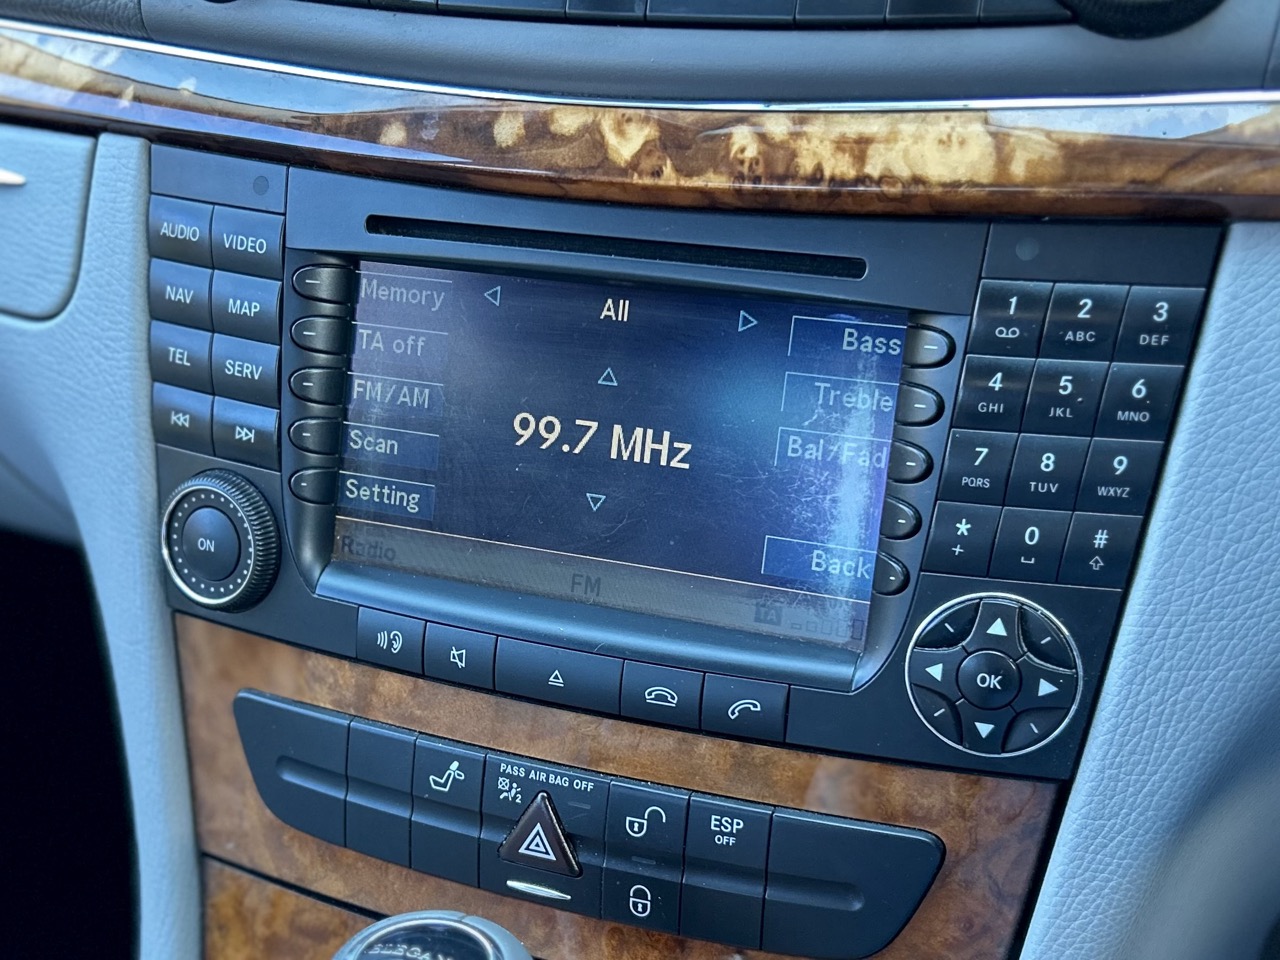 AUDIO
VIDEO
NAV
MAP
TEL
SERV
ON
Memory
TA off
FM/AM
Scan
Setting
All
99.7 MHz
Bass
Treble
Bal/Fad
Back
Radio
FM
TA
1
2 ABC
3 DEF
4 GHI
5 JKL
6 MNO
7 PQRS
8 TUV
9 WXYZ
* +
0
#
OK
PASS AIR BAG OFF
2
ESP
OFF